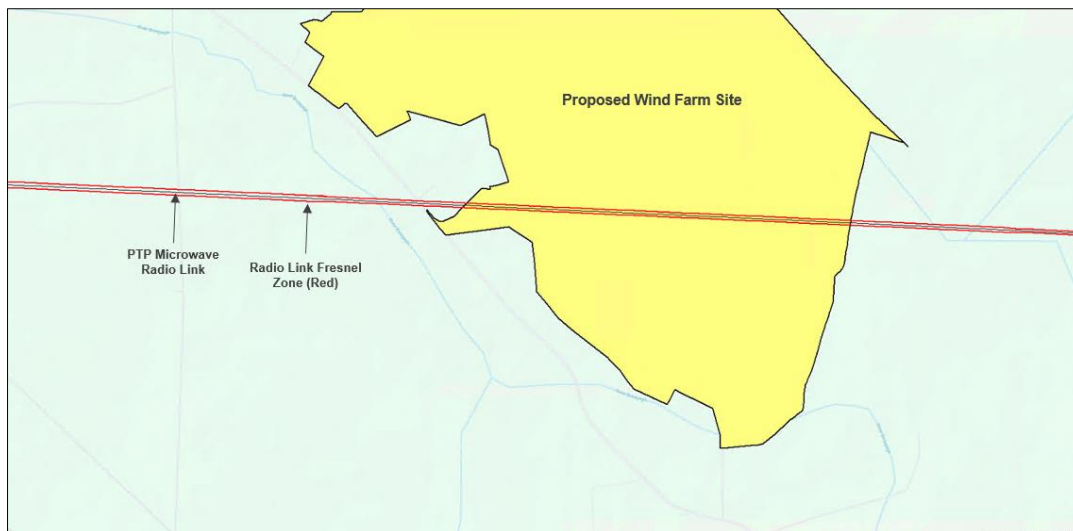 Proposed Wind Farm Site
PTP Microwave
Radio Link
Radio Link Fresnel
Zone (Red)